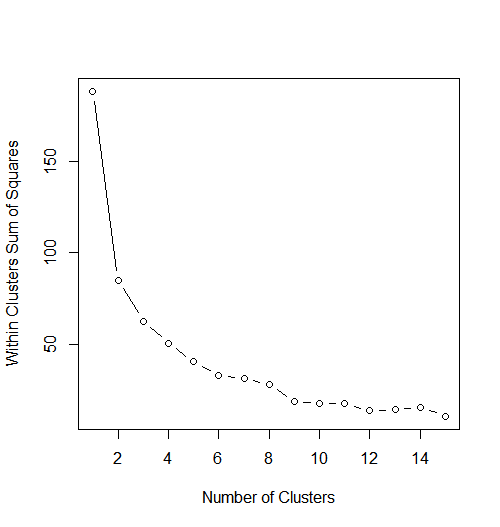 Within Clusters Sum of Squares
150
100
50
2 4 6 8 10 12 14
Number of Clusters